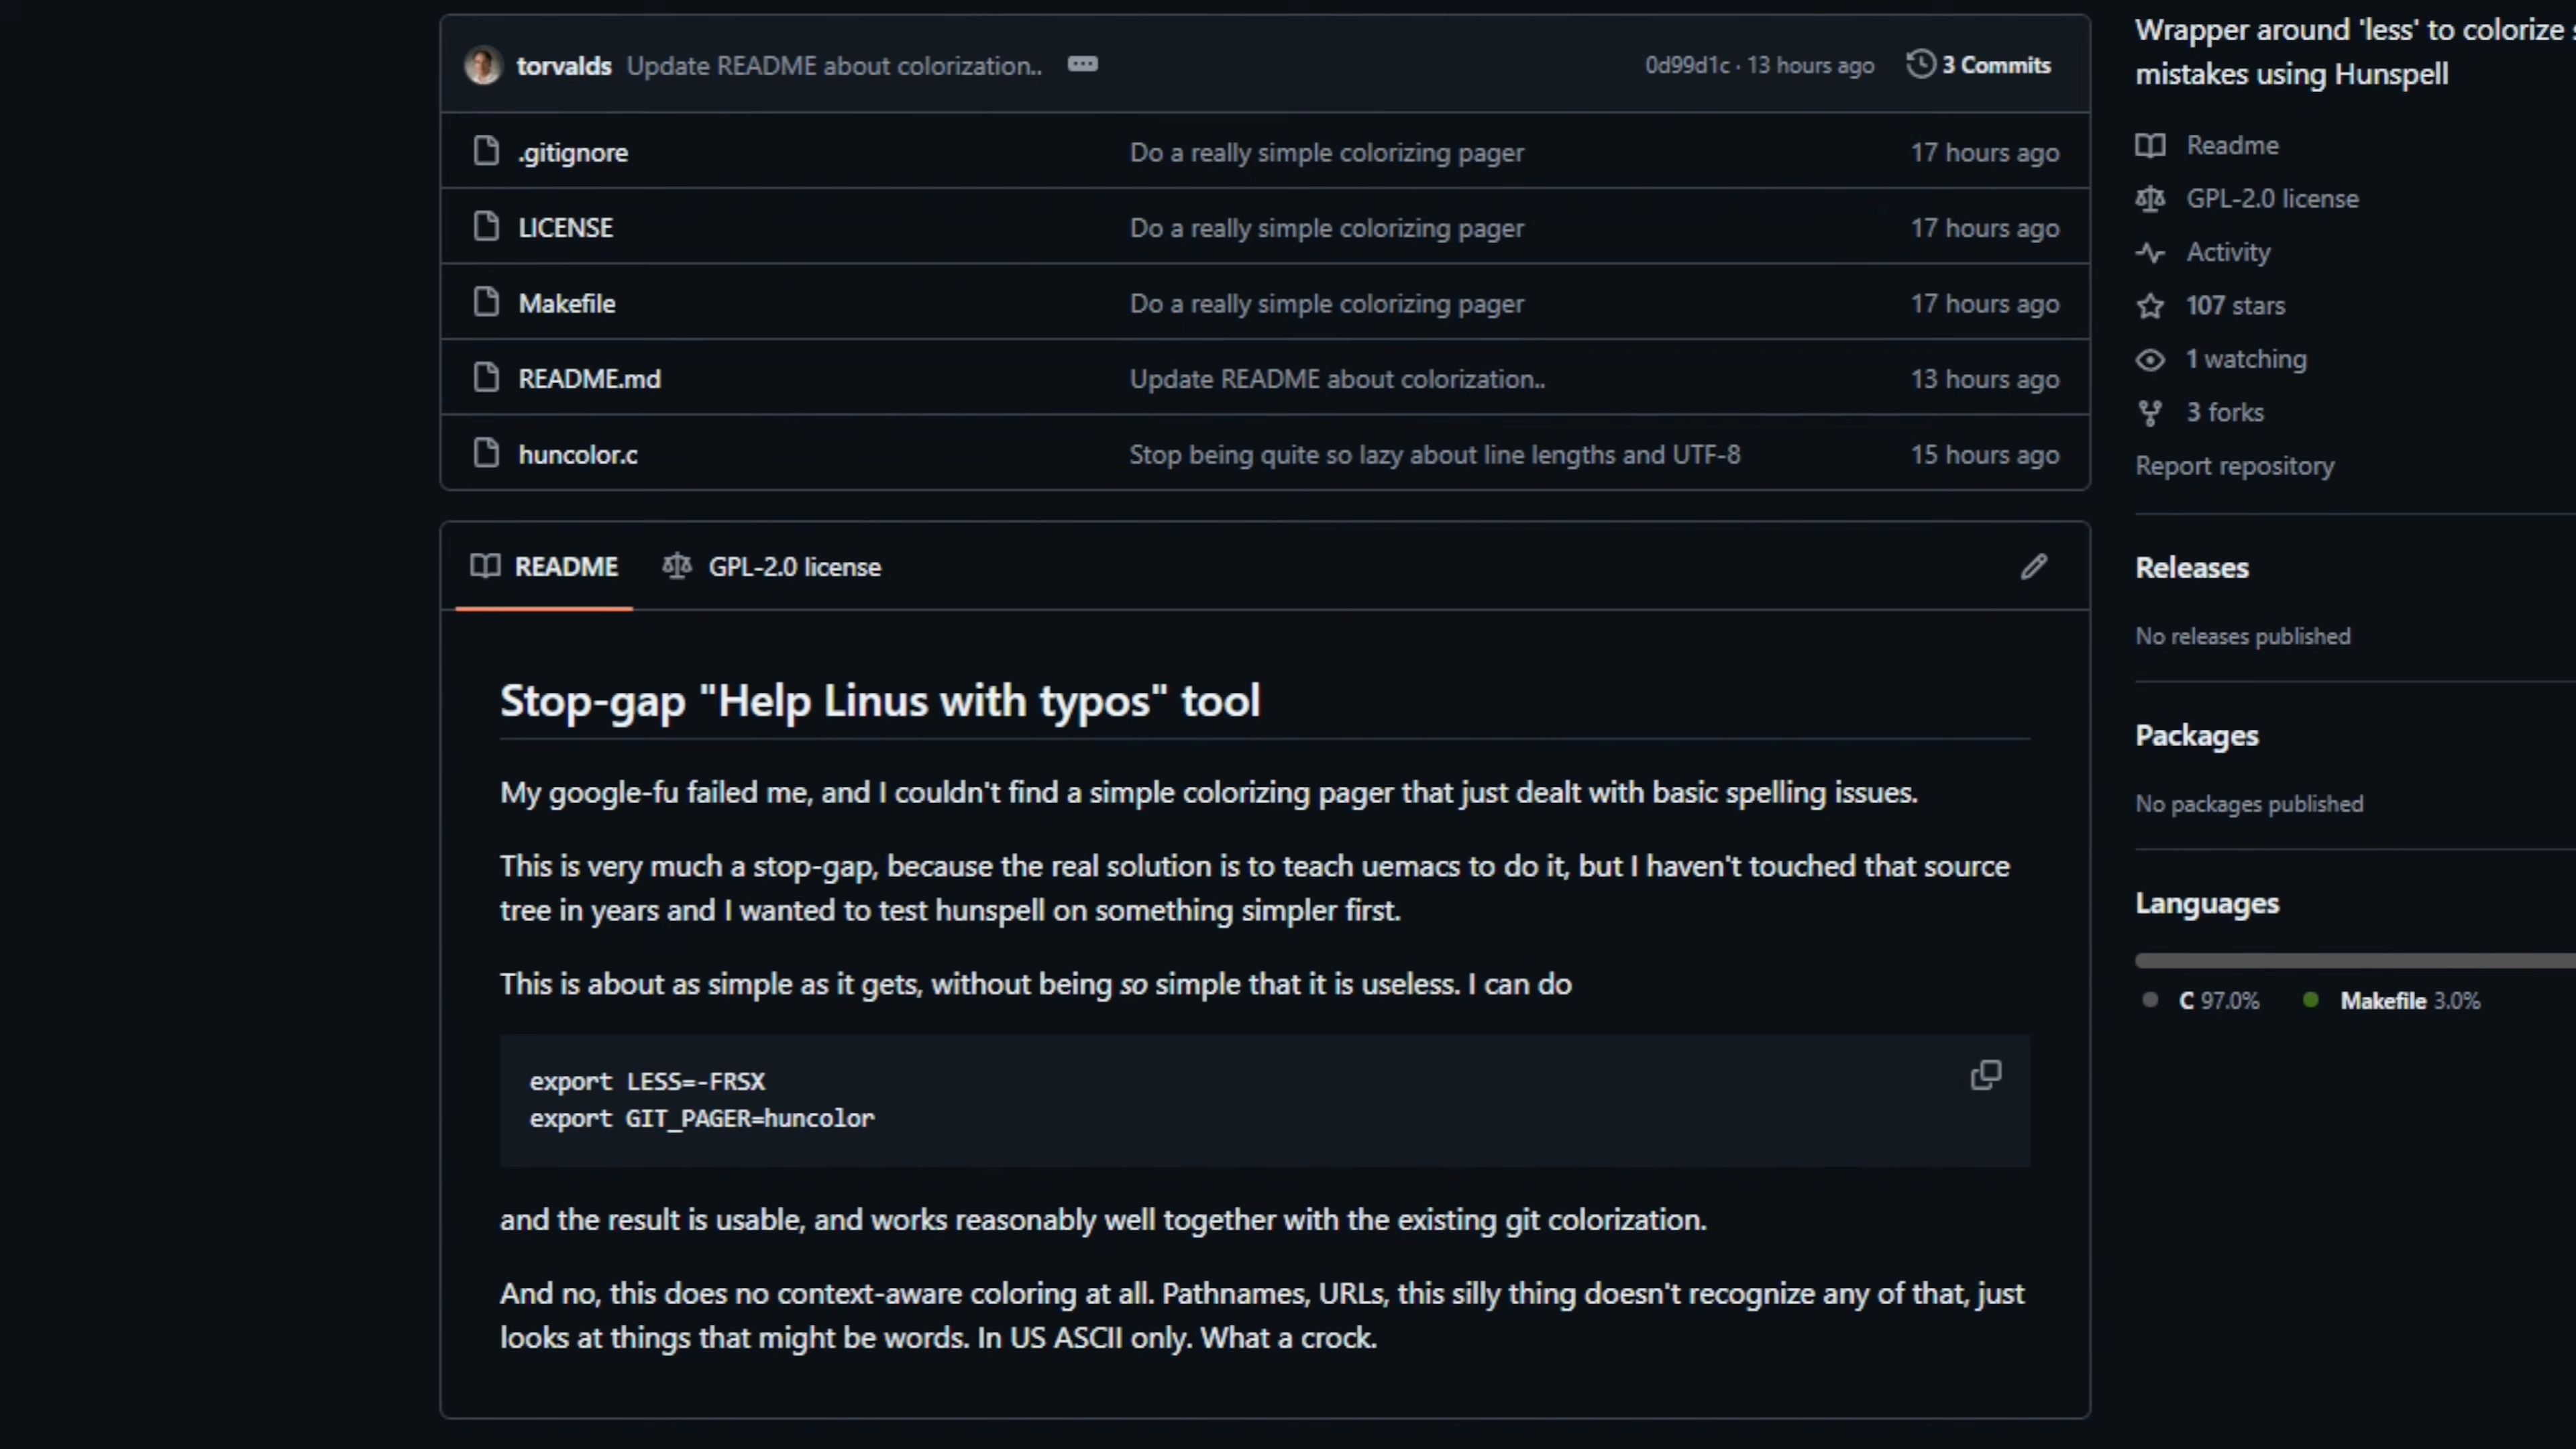 torvalds Update README about colorization.. 0d99d1c · 13 hours ago 3 Commits
.gitignore Do a really simple colorizing pager 17 hours ago
LICENSE Do a really simple colorizing pager 17 hours ago
Makefile Do a really simple colorizing pager 17 hours ago
README.md Update README about colorization.. 13 hours ago
huncolor.c Stop being quite so lazy about line lengths and UTF-8 15 hours ago
README GPL-2.0 license
Stop-gap "Help Linus with typos" tool
My google-fu failed me, and I couldn't find a simple colorizing pager that just dealt with basic spelling issues.
This is very much a stop-gap, because the real solution is to teach uemacs to do it, but I haven't touched that source
tree in years and I wanted to test hunspell on something simpler first.
This is about as simple as it gets, without being so simple that it is useless. I can do
export LESS=-FRSX
export GIT_PAGER=huncolor
and the result is usable, and works reasonably well together with the existing git colorization.
And no, this does no context-aware coloring at all. Pathnames, URLs, this silly thing doesn't recognize any of that, just
looks at things that might be words. In US ASCII only. What a crock.
Wrapper around 'less' to colorize
mistakes using Hunspell
Readme
GPL-2.0 license
Activity
107 stars
1 watching
3 forks
Report repository
Releases
No releases published
Packages
No packages published
Languages
C 97.0% Makefile 3.0%